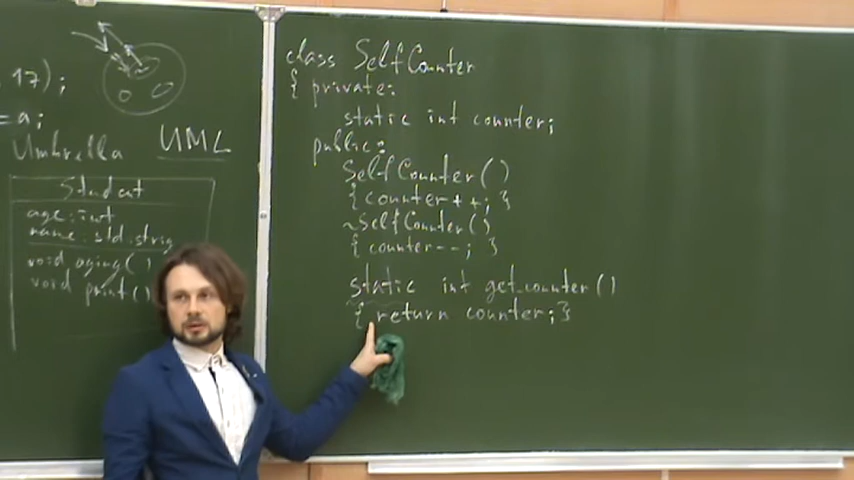 , 17);
= a;
Umbrella UML
Student
age: int
name: std:strig
void aging()
void print()
class SelfCounter
{ private:
static int counter;
public:
SelfCounter()
{ counter++; }
~SelfCounter()
{ counter--; }
static int get_counter()
{ return counter; }